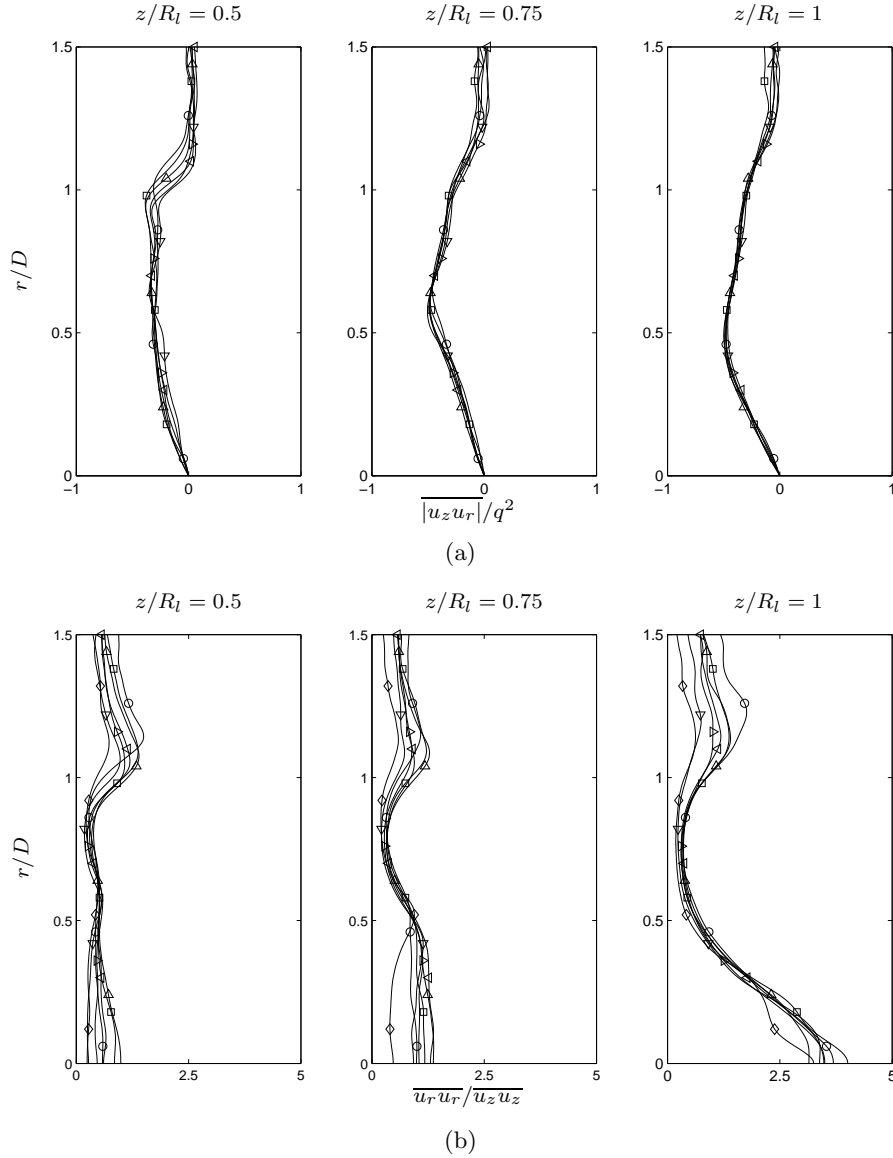 z/R_l = 0.5 z/R_l = 0.75 z/R_l = 1
1.5 1.5 1.5
1 1 1
r/D
0.5 0.5 0.5
0 0 0
−1 0 1 −1 0 1 −1 0 1
|u_z u_r|/q²
(a)
z/R_l = 0.5 z/R_l = 0.75 z/R_l = 1
1.5 1.5 1.5
1 1 1
r/D
0.5 0.5 0.5
0 0 0
0 2.5 5 0 2.5 5 0 2.5 5
u_r u_r/u_z u_z
(b)